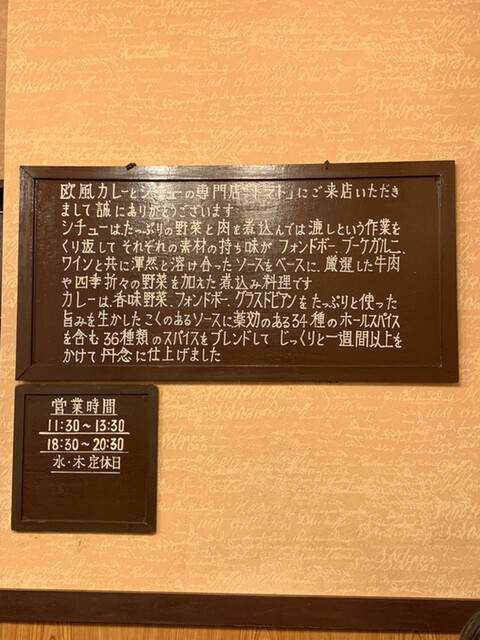 欧風カレーとシチューの専門店「トマト」にご来店いただき
まして誠にありがとうございます
シチューはたっぷりの野菜と肉を煮込んでは漉しという作業を
くり返して それぞれの素材の持ち味が フォンドボー、ブーケガルニ、
ワインと共に渾然と溶け合ったソースをベースに、厳選した牛肉
や四季折々の野菜を加えた煮込み料理です
カレーは、香味野菜、フォンドボー、グラスドビアンをたっぷりと使った
旨みを生かしたこくのあるソースに薬効のある34種のホールスパイス
を含む36種類のスパイスをブレンドして じっくりと一週間以上を
かけて丹念に仕上げました
営業時間
11:30～13:30
18:30～20:30
水・木定休日